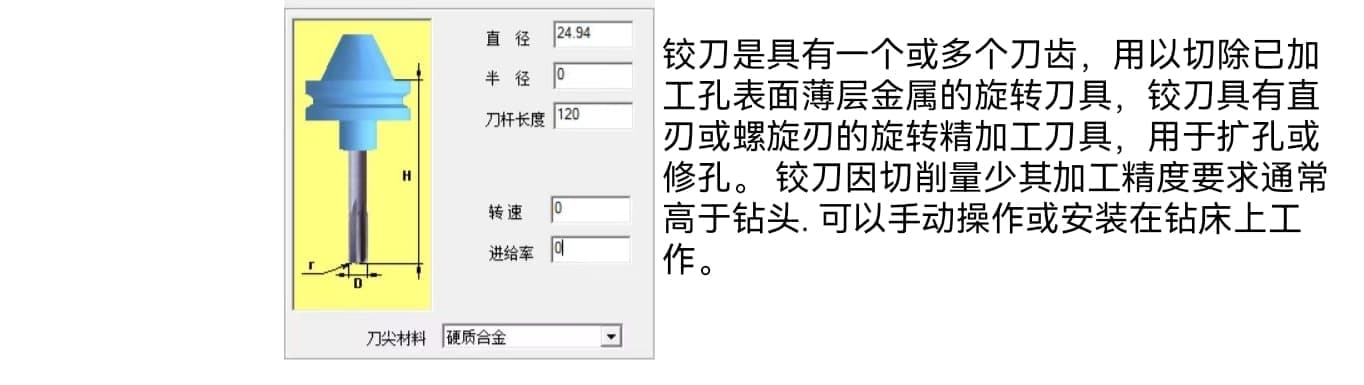 直 径 24.94
半 径 0
刀杆长度 120
H
转 速 0
进给率 0
r
D
刀尖材料 硬质合金
铰刀是具有一个或多个刀齿，用以切除已加
工孔表面薄层金属的旋转刀具，铰刀具有直
刃或螺旋刃的旋转精加工刀具，用于扩孔或
修孔。 铰刀因切削量少其加工精度要求通常
高于钻头. 可以手动操作或安装在钻床上工
作。